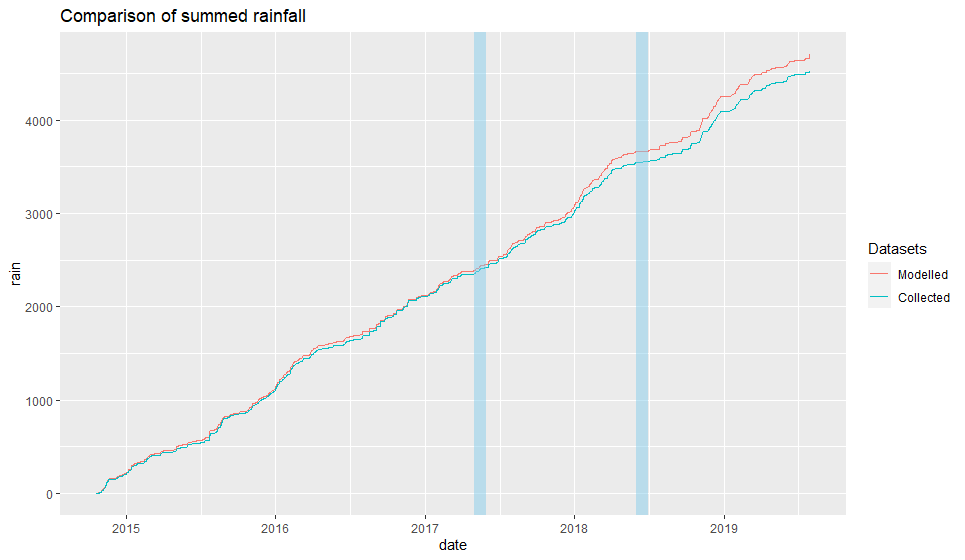 Comparison of summed rainfall
rain
4000
3000
2000
1000
0
2015 2016 2017 2018 2019
date
Datasets
Modelled
Collected